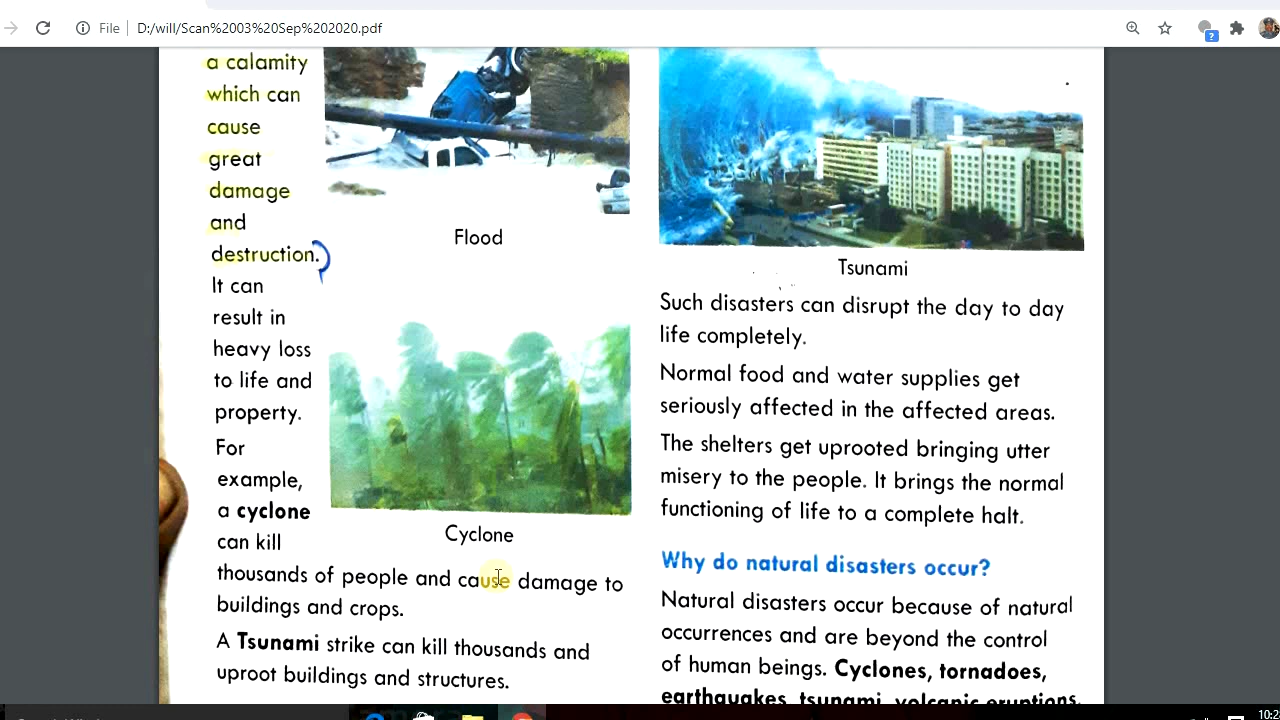 File
D:/will/Scan%2003%20Sep%202020.pdf
a calamity
which can
cause
great
damage
and
destruction.
It can
result in
heavy loss
to life and
property.
For
example,
a cyclone
can kill
thousands of people and cause damage to
buildings and crops.
A Tsunami strike can kill thousands and
uproot buildings and structures.
Flood
Cyclone
Tsunami
Such disasters can disrupt the day to day
life completely.
Normal food and water supplies get
seriously affected in the affected areas.
The shelters get uprooted bringing utter
misery to the people. It brings the normal
functioning of life to a complete halt.
Why do natural disasters occur?
Natural disasters occur because of natural
occurrences and are beyond the control
of human beings. Cyclones, tornadoes,
earthquakes, tsunami, volcanic eruptions,